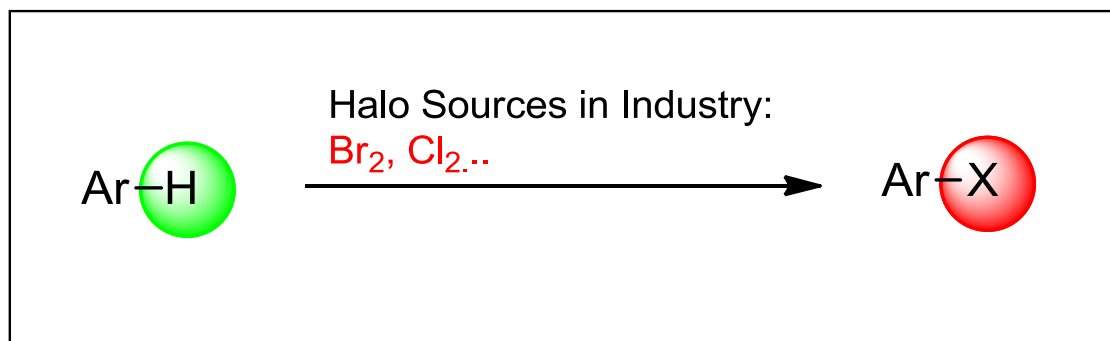 Halo Sources in Industry:
Br₂, Cl₂...
Ar-H
Ar-X